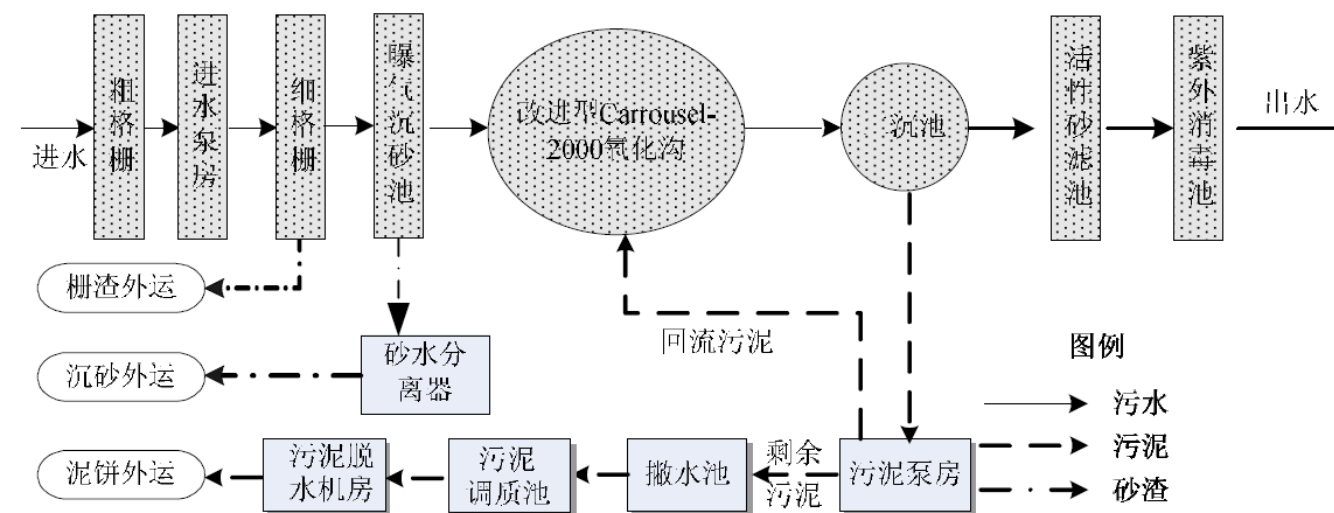 粗格栅
进水泵房
细格栅
曝气沉砂池
改进型Carrousel-
2000氧化沟
沉池
活性砂滤池
紫外消毒池
出水
进水
栅渣外运
回流污泥
图例
沉砂外运
砂水分
离器
污水
污泥
砂渣
泥饼外运
污泥脱
水机房
污泥
调质池
撇水池
剩余
污泥
污泥泵房